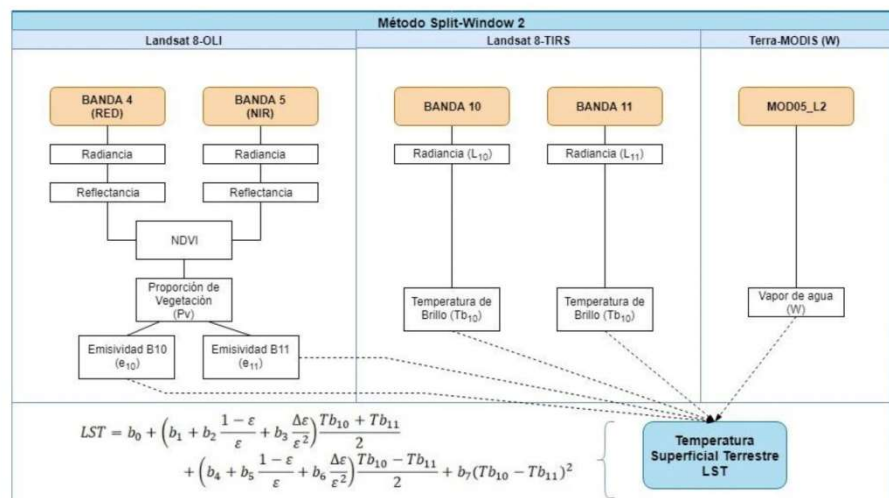 Método Split-Window 2
Landsat 8-OLI
Landsat 8-TIRS
Terra-MODIS (W)
BANDA 4
(RED)
BANDA 5
(NIR)
BANDA 10
BANDA 11
MOD05_L2
Radiancia
Radiancia
Radiancia (L₁₀)
Radiancia (L₁₁)
Reflectancia
Reflectancia
NDVI
Proporción de
Vegetación
(Pv)
Temperatura de
Brillo (Tb₁₀)
Temperatura de
Brillo (Tb₁₀)
Vapor de agua
(W)
Emisividad B10
(e₁₀)
Emisividad B11
(e₁₁)
LST = b₀ + (b₁ + b₂ (1 − ε)/ε + b₃ Δε/ε²) (Tb₁₀ + Tb₁₁)/2
+ (b₄ + b₅ (1 − ε)/ε + b₆ Δε/ε²) (Tb₁₀ − Tb₁₁)/2 + b₇(Tb₁₀ − Tb₁₁)²
Temperatura
Superficial Terrestre
LST